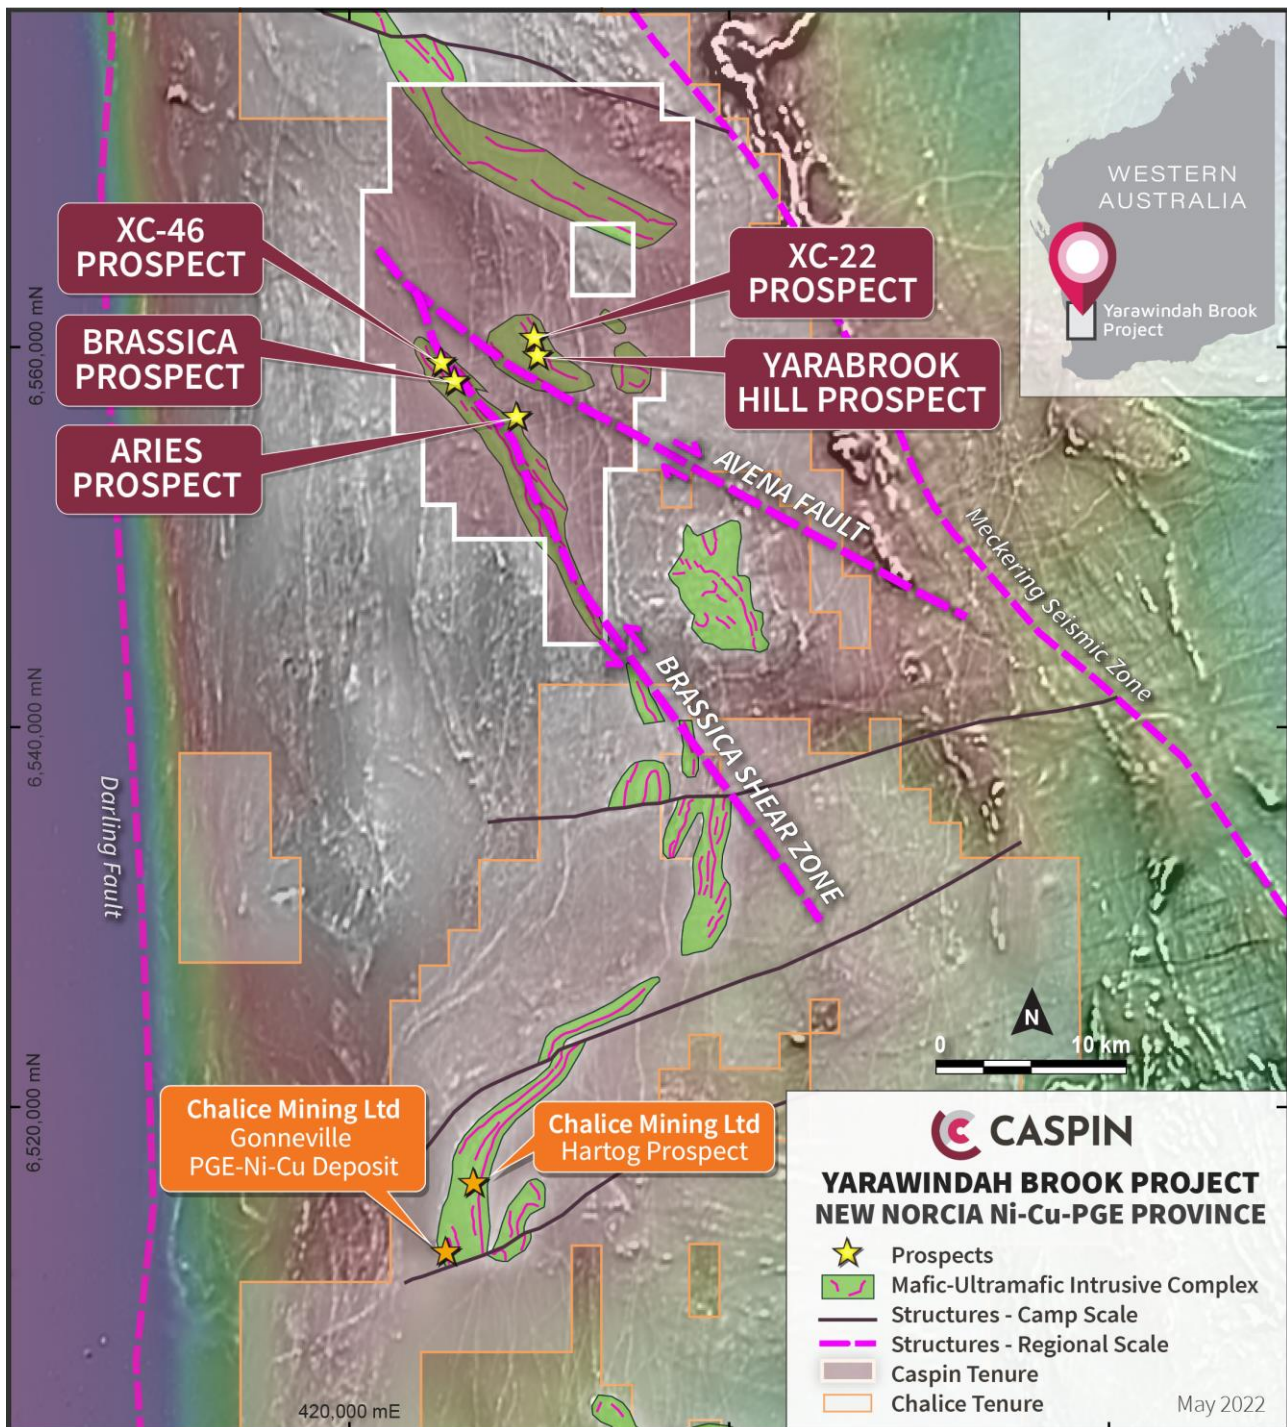 WESTERN
AUSTRALIA
Yarawindah Brook
Project
XC-46
PROSPECT
XC-22
PROSPECT
BRASSICA
PROSPECT
YARABROOK
HILL PROSPECT
ARIES
PROSPECT
6,560,000 mN
AVENA FAULT
Meckering Seismic Zone
BRASSICA SHEAR ZONE
6,540,000 mN
Darling Fault
N
0 10 km
6,520,000 mN
Chalice Mining Ltd
Gonneville
PGE-Ni-Cu Deposit
Chalice Mining Ltd
Hartog Prospect
420,000 mE
CASPIN
YARAWINDAH BROOK PROJECT
NEW NORCIA Ni-Cu-PGE PROVINCE
Prospects
Mafic-Ultramafic Intrusive Complex
Structures - Camp Scale
Structures - Regional Scale
Caspin Tenure
Chalice Tenure
May 2022